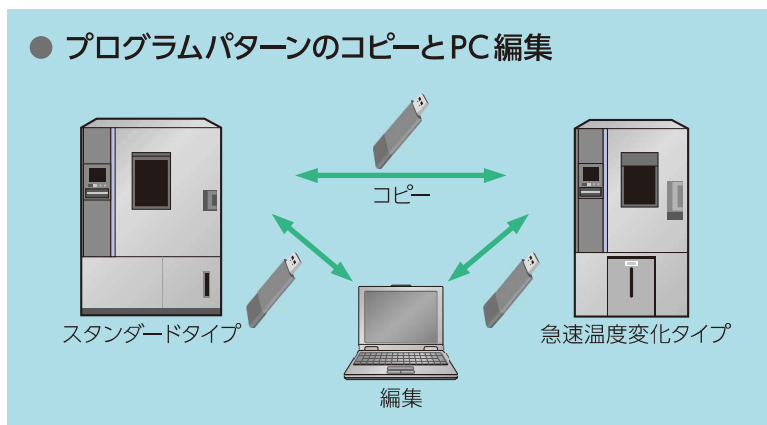 ● プログラムパターンのコピーとPC編集
コピー
スタンダードタイプ
急速温度変化タイプ
編集